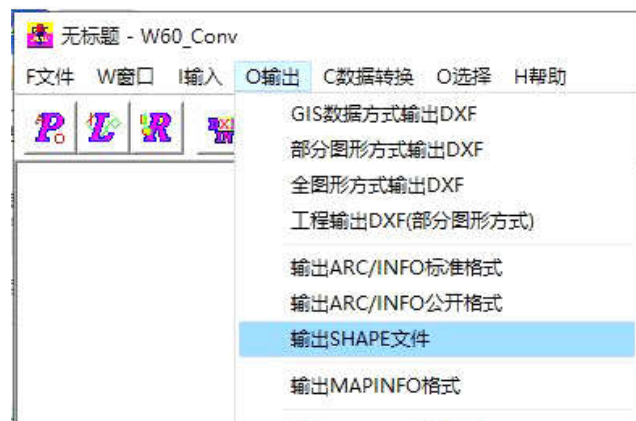 无标题 - W60_Conv
F文件 W窗口 I输入 O输出 C数据转换 O选择 H帮助
P L R
GIS数据方式输出DXF
部分图形方式输出DXF
全图形方式输出DXF
工程输出DXF(部分图形方式)
输出ARC/INFO标准格式
输出ARC/INFO公开格式
输出SHAPE文件
输出MAPINFO格式